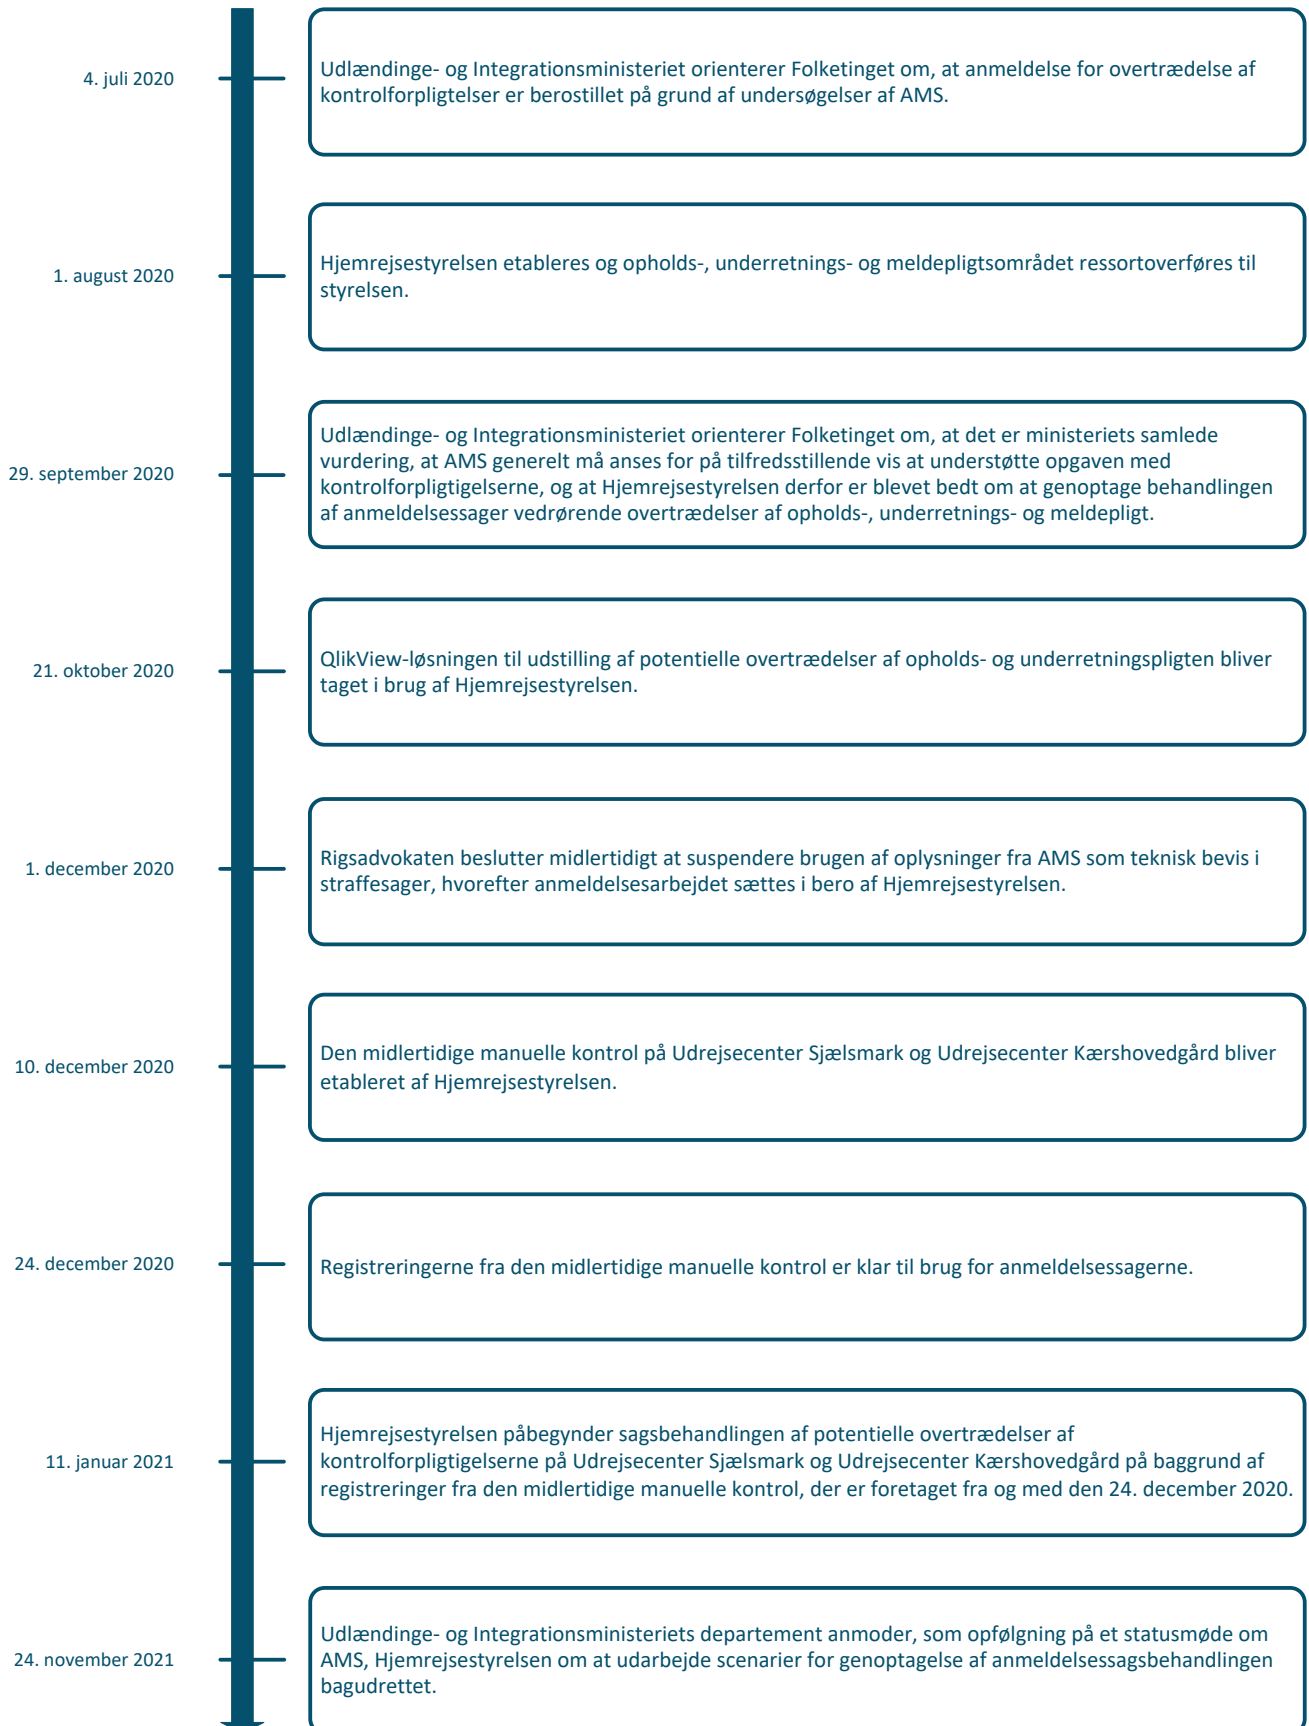 4. juli 2020
Udlændinge- og Integrationsministeriet orienterer Folketinget om, at anmeldelse for overtrædelse af
kontrolforpligtelser er berostillet på grund af undersøgelser af AMS.
1. august 2020
Hjemrejsestyrelsen etableres og opholds-, underretnings- og meldepligtsområdet ressortoverføres til
styrelsen.
29. september 2020
Udlændinge- og Integrationsministeriet orienterer Folketinget om, at det er ministeriets samlede
vurdering, at AMS generelt må anses for på tilfredsstillende vis at understøtte opgaven med
kontrolforpligtigelserne, og at Hjemrejsestyrelsen derfor er blevet bedt om at genoptage behandlingen
af anmeldelsessager vedrørende overtrædelser af opholds-, underretnings- og meldepligt.
21. oktober 2020
QlikView-løsningen til udstilling af potentielle overtrædelser af opholds- og underretningspligten bliver
taget i brug af Hjemrejsestyrelsen.
1. december 2020
Rigsadvokaten beslutter midlertidigt at suspendere brugen af oplysninger fra AMS som teknisk bevis i
straffesager, hvorefter anmeldelsesarbejdet sættes i bero af Hjemrejsestyrelsen.
10. december 2020
Den midlertidige manuelle kontrol på Udrejsecenter Sjælsmark og Udrejsecenter Kærshovedgård bliver
etableret af Hjemrejsestyrelsen.
24. december 2020
Registreringerne fra den midlertidige manuelle kontrol er klar til brug for anmeldelsessagerne.
11. januar 2021
Hjemrejsestyrelsen påbegynder sagsbehandlingen af potentielle overtrædelser af
kontrolforpligtigelserne på Udrejsecenter Sjælsmark og Udrejsecenter Kærshovedgård på baggrund af
registreringer fra den midlertidige manuelle kontrol, der er foretaget fra og med den 24. december 2020.
24. november 2021
Udlændinge- og Integrationsministeriets departement anmoder, som opfølgning på et statusmøde om
AMS, Hjemrejsestyrelsen om at udarbejde scenarier for genoptagelse af anmeldelsessagsbehandlingen
bagudrettet.